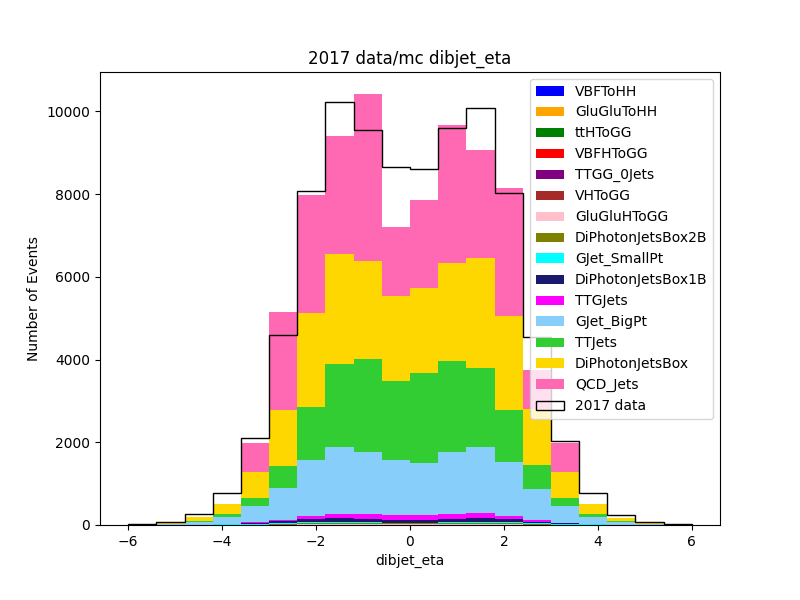 2017 data/mc dibjet_eta
Number of Events
10000
8000
6000
4000
2000
0
−6
−4
−2
0
2
4
6
dibjet_eta
VBFToHH
GluGluToHH
ttHToGG
VBFHToGG
TTGG_0Jets
VHToGG
GluGluHToGG
DiPhotonJetsBox2B
GJet_SmallPt
DiPhotonJetsBox1B
TTGJets
GJet_BigPt
TTJets
DiPhotonJetsBox
QCD_Jets
2017 data